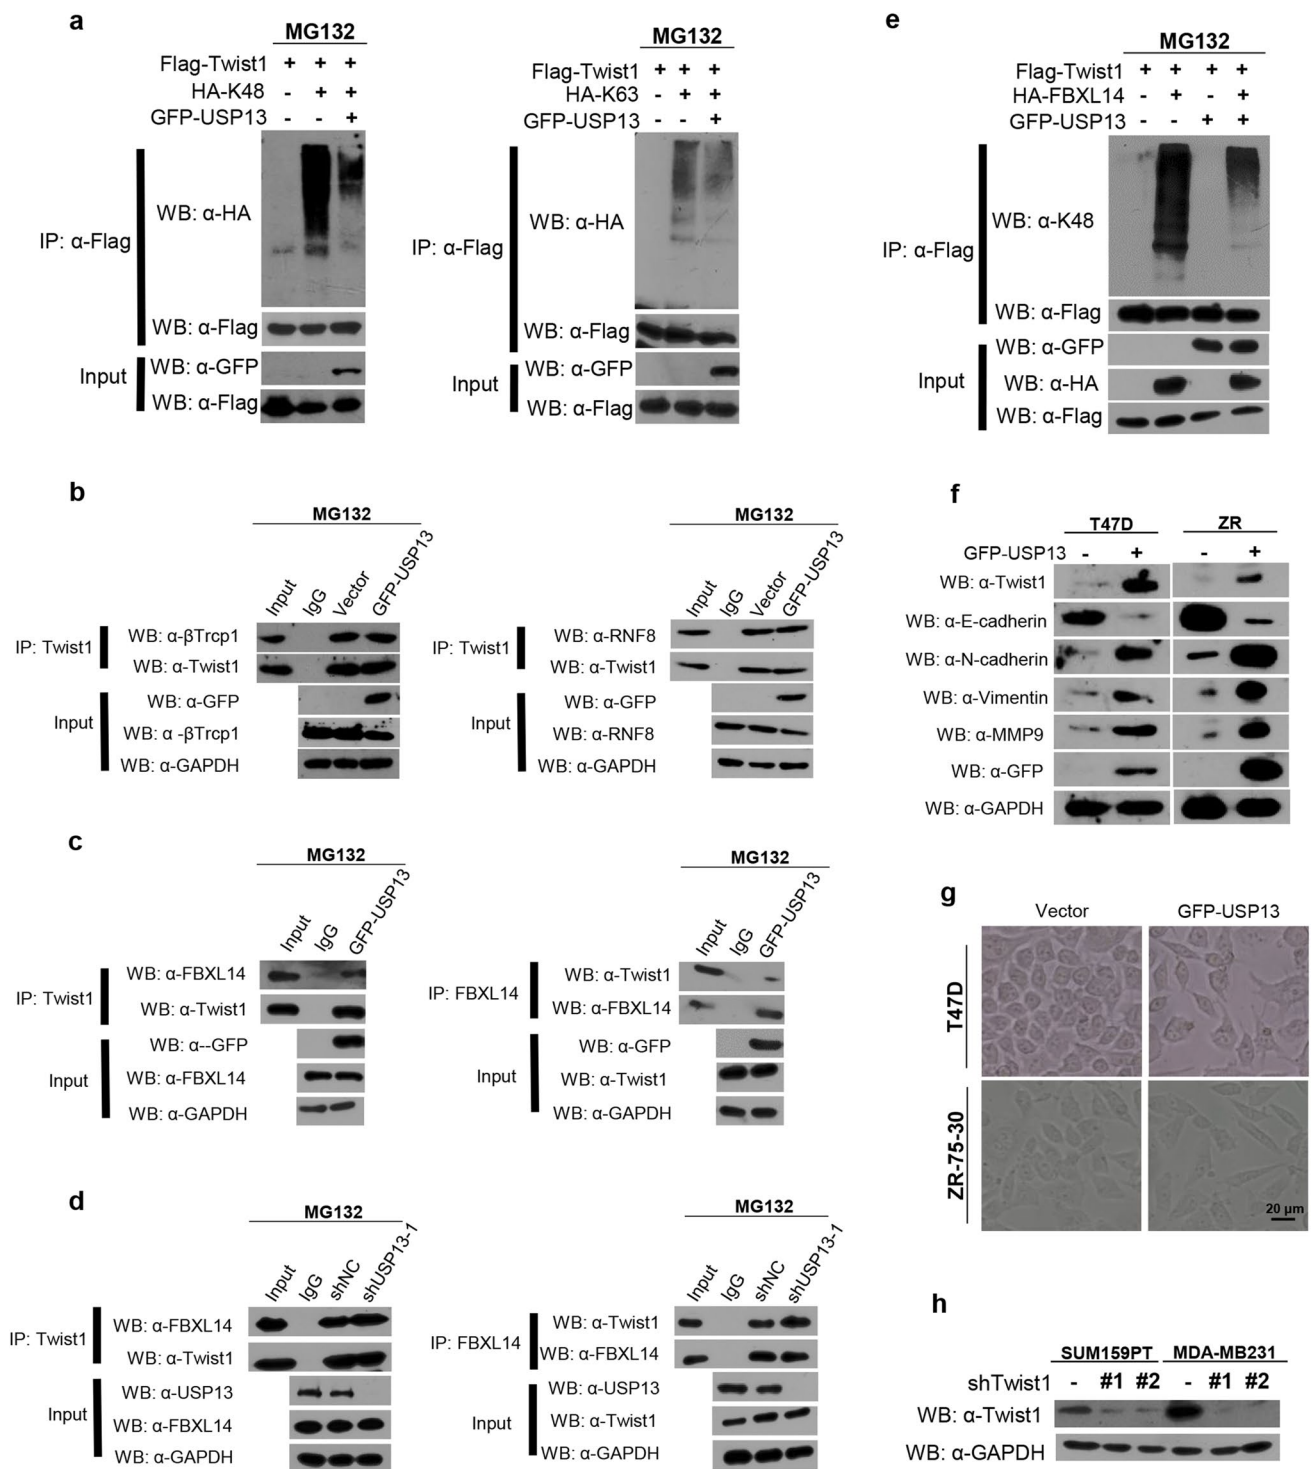 a
MG132
Flag-Twist1 + + +
HA-K48 - + +
GFP-USP13 - - +
IP: α-Flag
WB: α-HA
WB: α-Flag
Input
WB: α-GFP
WB: α-Flag
MG132
Flag-Twist1 + + +
HA-K63 - + +
GFP-USP13 - - +
IP: α-Flag
WB: α-HA
WB: α-Flag
Input
WB: α-GFP
WB: α-Flag
b
MG132
Input IgG Vector GFP-USP13
IP: Twist1
WB: α-βTrcp1
WB: α-Twist1
Input
WB: α-GFP
WB: α -βTrcp1
WB: α-GAPDH
MG132
Input IgG Vector GFP-USP13
IP: Twist1
WB: α-RNF8
WB: α-Twist1
Input
WB: α-GFP
WB: α-RNF8
WB: α-GAPDH
c
MG132
Input IgG GFP-USP13
IP: Twist1
WB: α-FBXL14
WB: α-Twist1
Input
WB: α--GFP
WB: α-FBXL14
WB: α-GAPDH
MG132
Input IgG GFP-USP13
IP: FBXL14
WB: α-Twist1
WB: α-FBXL14
Input
WB: α-GFP
WB: α-Twist1
WB: α-GAPDH
d
MG132
Input IgG shNC shUSP13-1
IP: Twist1
WB: α-FBXL14
WB: α-Twist1
Input
WB: α-USP13
WB: α-FBXL14
WB: α-GAPDH
MG132
Input IgG shNC shUSP13-1
IP: FBXL14
WB: α-Twist1
WB: α-FBXL14
Input
WB: α-USP13
WB: α-Twist1
WB: α-GAPDH
e
MG132
Flag-Twist1 + + + +
HA-FBXL14 - + - +
GFP-USP13 - - + +
IP: α-Flag
WB: α-K48
WB: α-Flag
Input
WB: α-GFP
WB: α-HA
WB: α-Flag
f
T47D ZR
GFP-USP13 - + - +
WB: α-Twist1
WB: α-E-cadherin
WB: α-N-cadherin
WB: α-Vimentin
WB: α-MMP9
WB: α-GFP
WB: α-GAPDH
g
Vector GFP-USP13
T47D
ZR-75-30
20 μm
h
SUM159PT MDA-MB231
shTwist1 - #1 #2 - #1 #2
WB: α-Twist1
WB: α-GAPDH